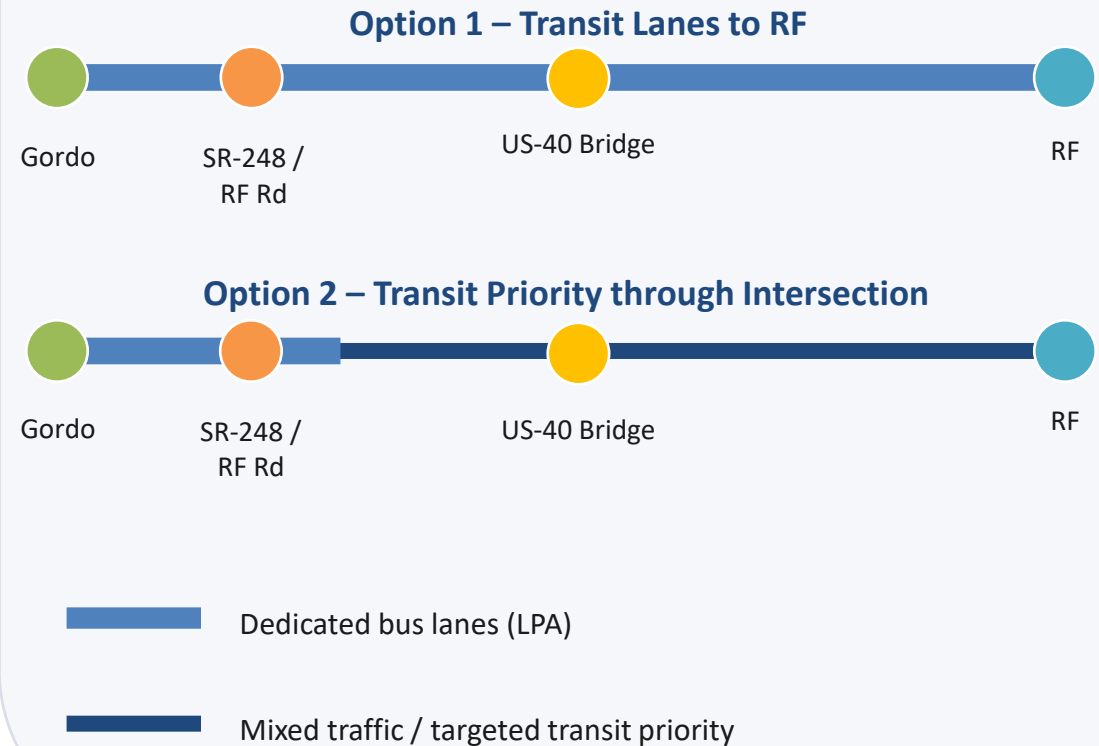 Option 1 – Transit Lanes to RF
Gordo
SR-248 /
RF Rd
US-40 Bridge
RF
Option 2 – Transit Priority through Intersection
Gordo
SR-248 /
RF Rd
US-40 Bridge
RF
Dedicated bus lanes (LPA)
Mixed traffic / targeted transit priority